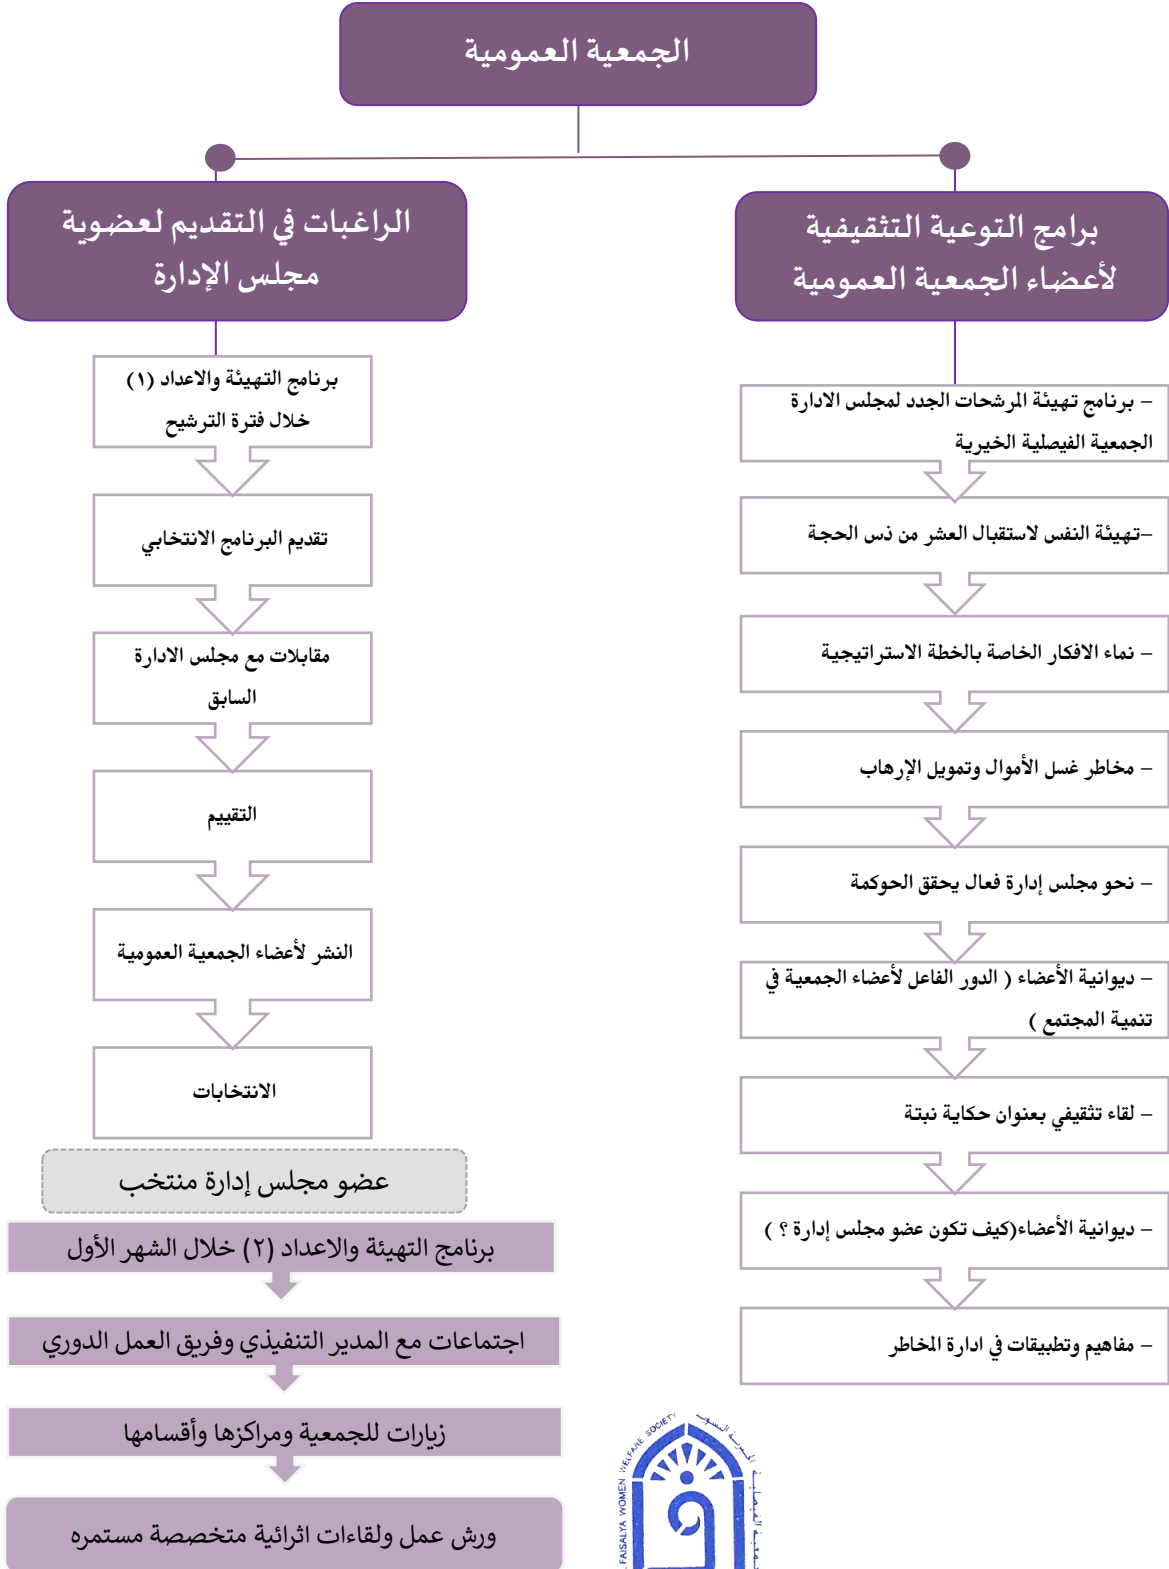 الجمعية العمومية
برامج التوعية التثقيفية
لأعضاء الجمعية العمومية
– برنامج تهيئة المرشحات الجدد لمجلس الادارة
الجمعية الفيصلية الخيرية
–تهيئة النفس لاستقبال العشر من ذس الحجة
– نماء الافكار الخاصة بالخطة الاستراتيجية
– مخاطر غسل الأموال وتمويل الإرهاب
– نحو مجلس إدارة فعال يحقق الحوكمة
– ديوانية الأعضاء ( الدور الفاعل لأعضاء الجمعية في
تنمية المجتمع )
– لقاء تثقيفي بعنوان حكاية نبتة
– ديوانية الأعضاء(كيف تكون عضو مجلس إدارة ؟ )
– مفاهيم وتطبيقات في ادارة المخاطر
الراغبات في التقديم لعضوية
مجلس الإدارة
برنامج التهيئة والاعداد (١)
خلال فترة الترشيح
تقديم البرنامج الانتخابي
مقابلات مع مجلس الادارة
السابق
التقييم
النشر لأعضاء الجمعية العمومية
الانتخابات
عضو مجلس إدارة منتخب
برنامج التهيئة والاعداد (٢) خلال الشهر الأول
اجتماعات مع المدير التنفيذي وفريق العمل الدوري
زيارات للجمعية ومراكزها وأقسامها
ورش عمل ولقاءات اثرائية متخصصة مستمره
FAISALYA WOMEN WELFARE SOCIETY